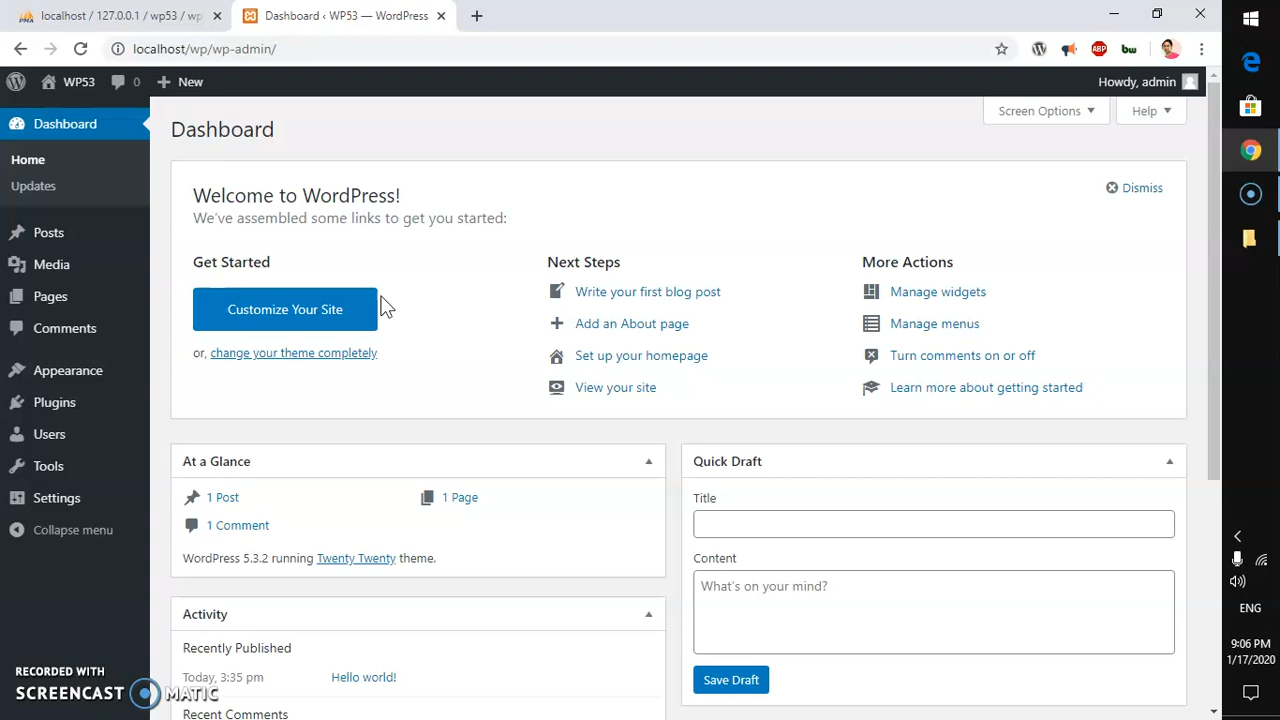 localhost / 127.0.0.1 / wp53 / wp
Dashboard ‹ WP53 — WordPress
localhost/wp/wp-admin/
ABP
bw
WP53
0
New
Howdy, admin
Dashboard
Home
Updates
Posts
Media
Pages
Comments
Appearance
Plugins
Users
Tools
Settings
Collapse menu
Screen Options
Help
Dashboard
Welcome to WordPress!
We've assembled some links to get you started:
Dismiss
Get Started
Customize Your Site
or, change your theme completely
Next Steps
Write your first blog post
Add an About page
Set up your homepage
View your site
More Actions
Manage widgets
Manage menus
Turn comments on or off
Learn more about getting started
At a Glance
1 Post
1 Page
1 Comment
WordPress 5.3.2 running Twenty Twenty theme.
Activity
Recently Published
Today, 3:35 pm
Hello world!
Recent Comments
Quick Draft
Title
Content
What's on your mind?
Save Draft
ENG
9:06 PM
1/17/2020
RECORDED WITH
SCREENCAST MATIC